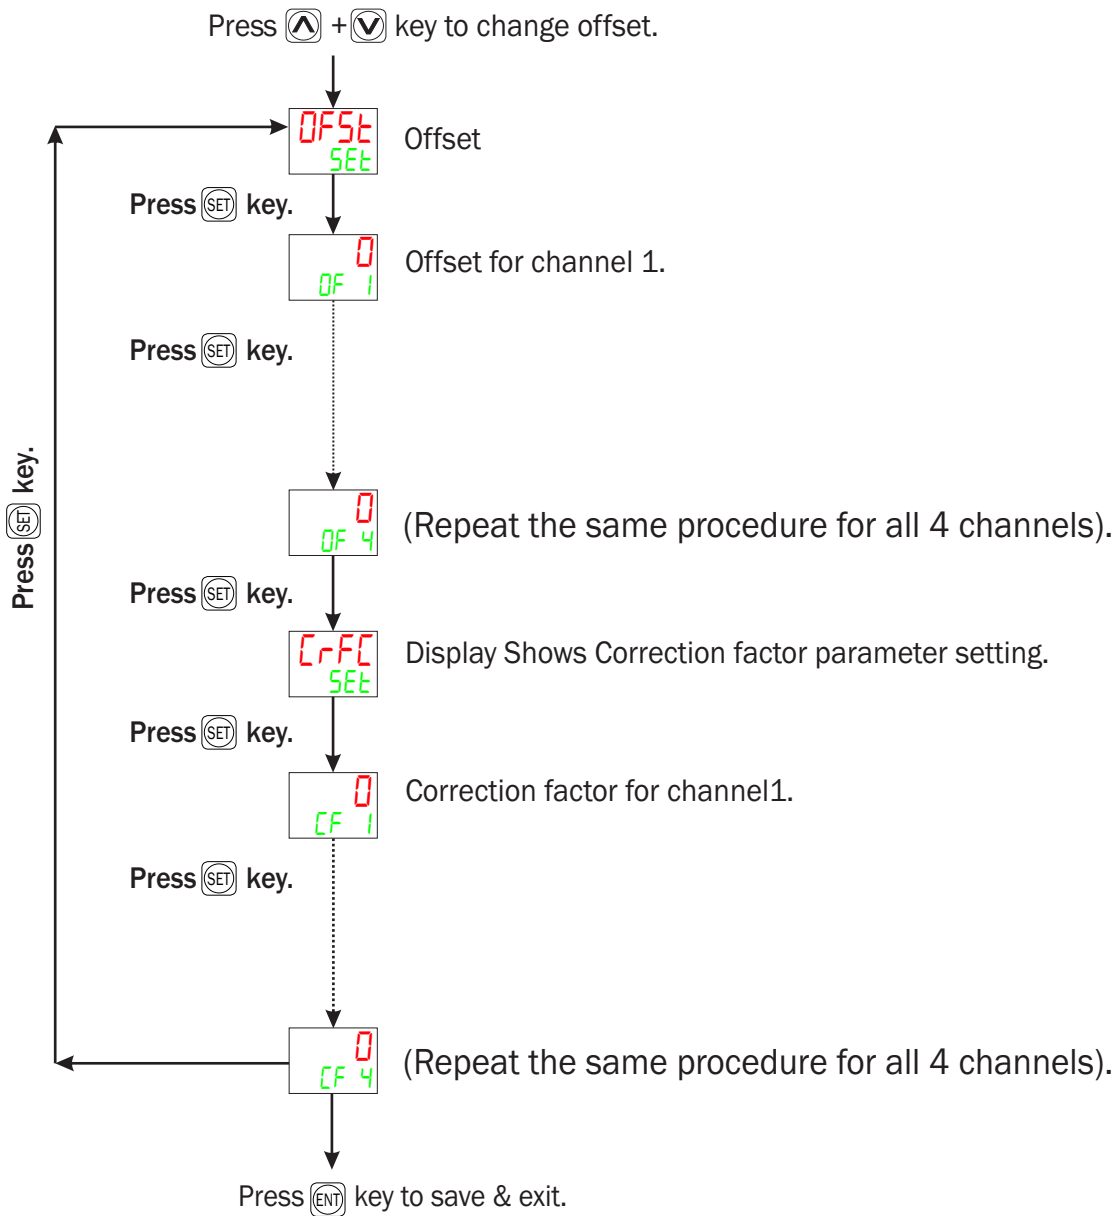 Press + key to change offset.
OFSt
SEt
Offset
Press SET key.
0
OF 1
Offset for channel 1.
Press SET key.
Press SET key.
0
OF 4
(Repeat the same procedure for all 4 channels).
Press SET key.
CrFC
SEt
Display Shows Correction factor parameter setting.
Press SET key.
0
CF 1
Correction factor for channel1.
Press SET key.
0
CF 4
(Repeat the same procedure for all 4 channels).
Press ENT key to save & exit.